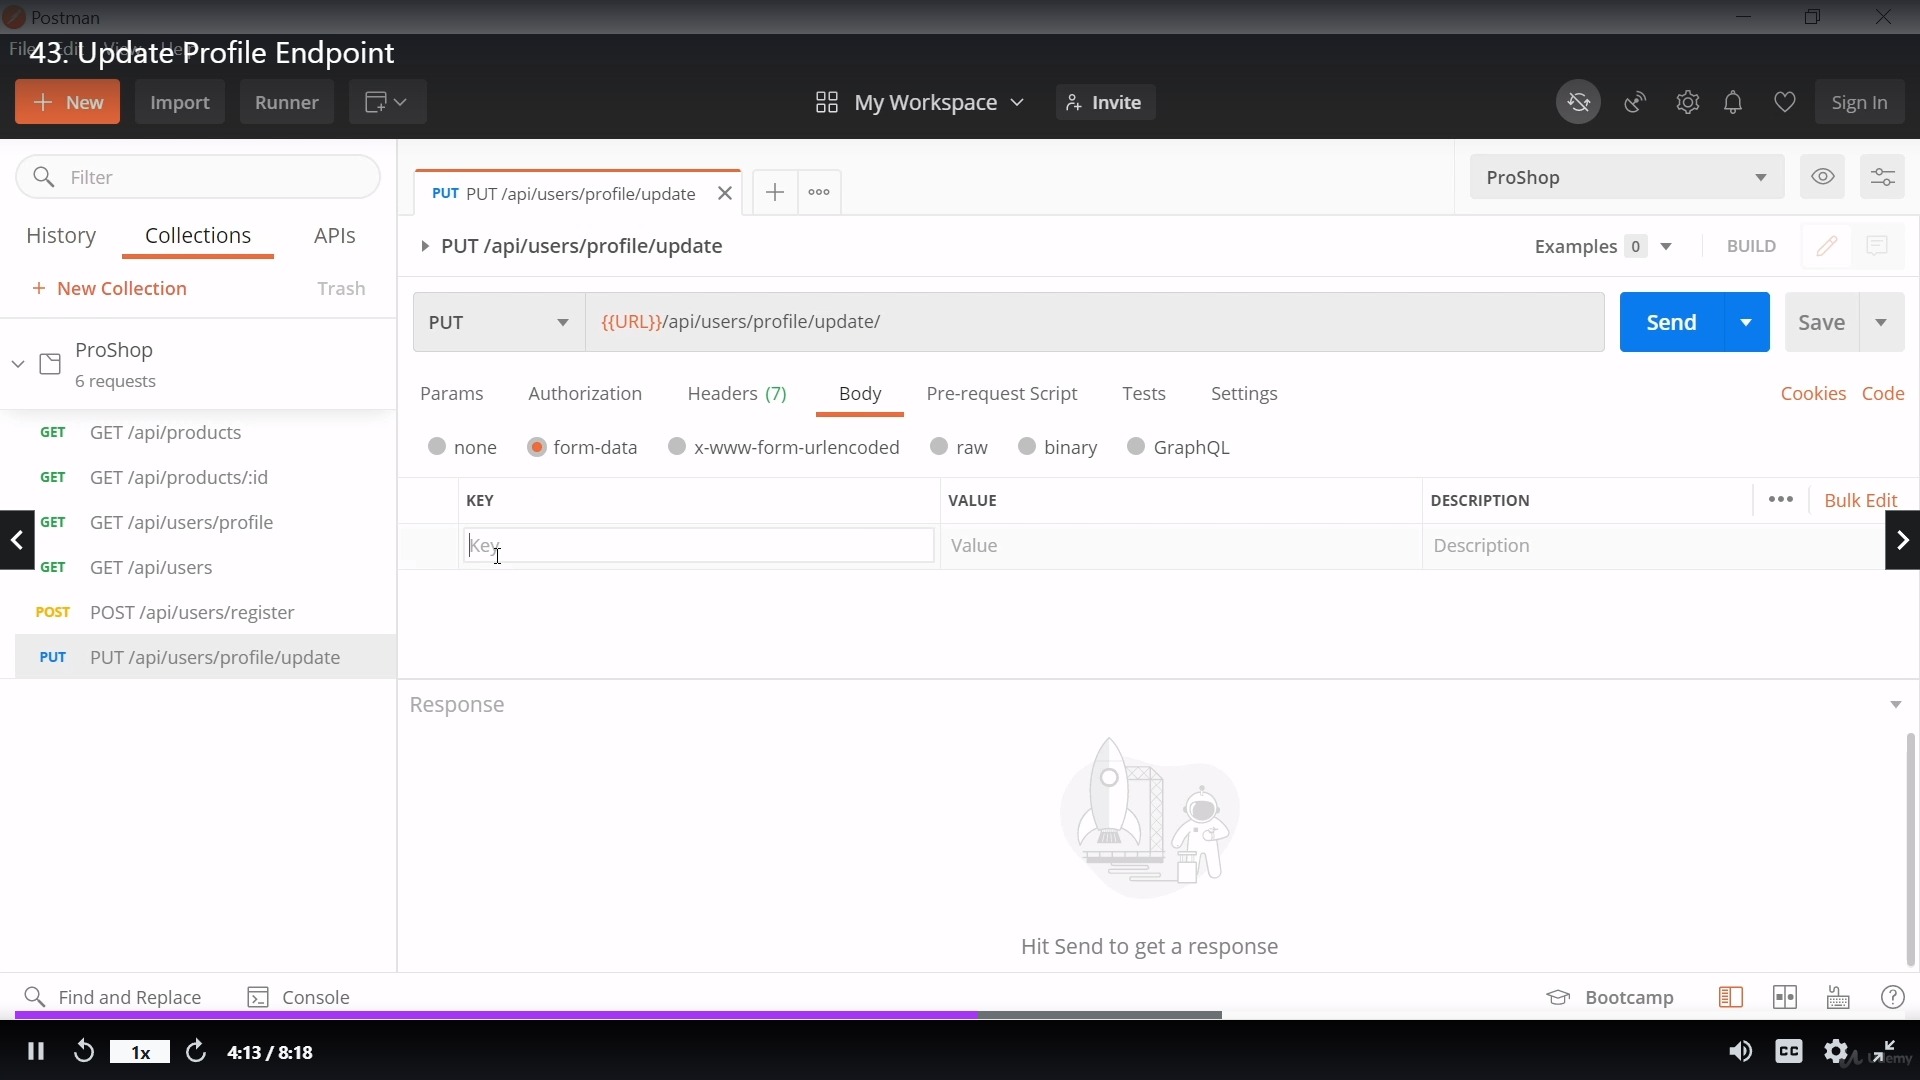 Postman
File Edit View Help
43. Update Profile Endpoint
New
Import
Runner
My Workspace
Invite
Sign In
Filter
History
Collections
APIs
+ New Collection
Trash
ProShop
6 requests
GET GET /api/products
GET GET /api/products/:id
GET GET /api/users/profile
GET GET /api/users
POST POST /api/users/register
PUT PUT /api/users/profile/update
PUT PUT /api/users/profile/update
ProShop
PUT /api/users/profile/update
Examples 0
BUILD
PUT
{{URL}}/api/users/profile/update/
Send
Save
Params
Authorization
Headers (7)
Body
Pre-request Script
Tests
Settings
Cookies
Code
none
form-data
x-www-form-urlencoded
raw
binary
GraphQL
KEY
VALUE
DESCRIPTION
Bulk Edit
Key
Value
Description
Response
Hit Send to get a response
Find and Replace
Console
Bootcamp
1x
4:13 / 8:18
CC
Udemy